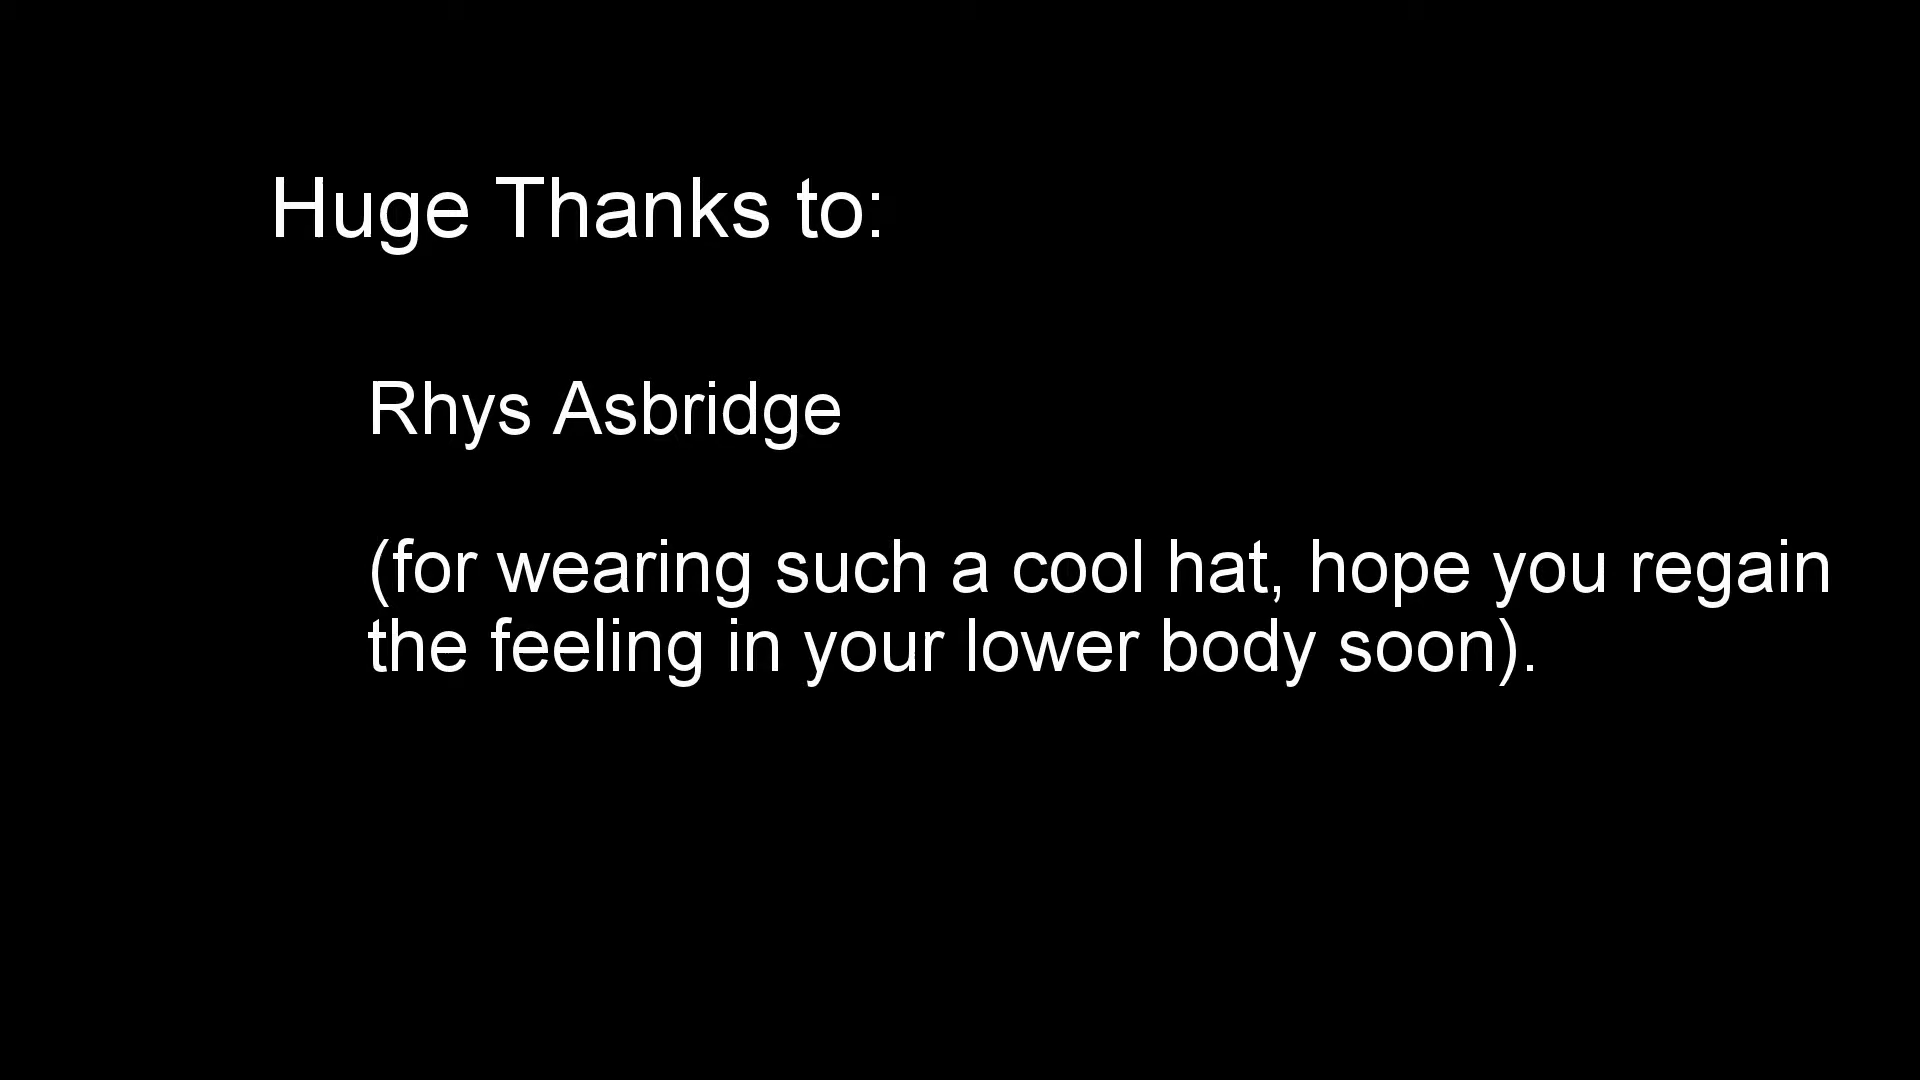 Huge Thanks to:
Rhys Asbridge
(for wearing such a cool hat, hope you regain
the feeling in your lower body soon).